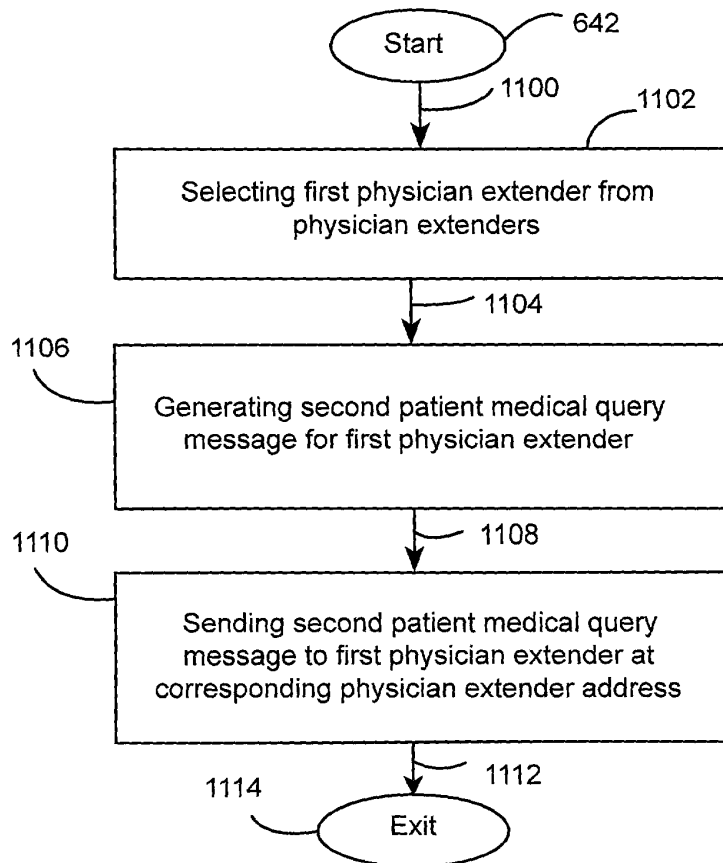 Start
642
1100
1102
Selecting first physician extender from
physician extenders
1104
1106
Generating second patient medical query
message for first physician extender
1108
1110
Sending second patient medical query
message to first physician extender at
corresponding physician extender address
1112
1114
Exit